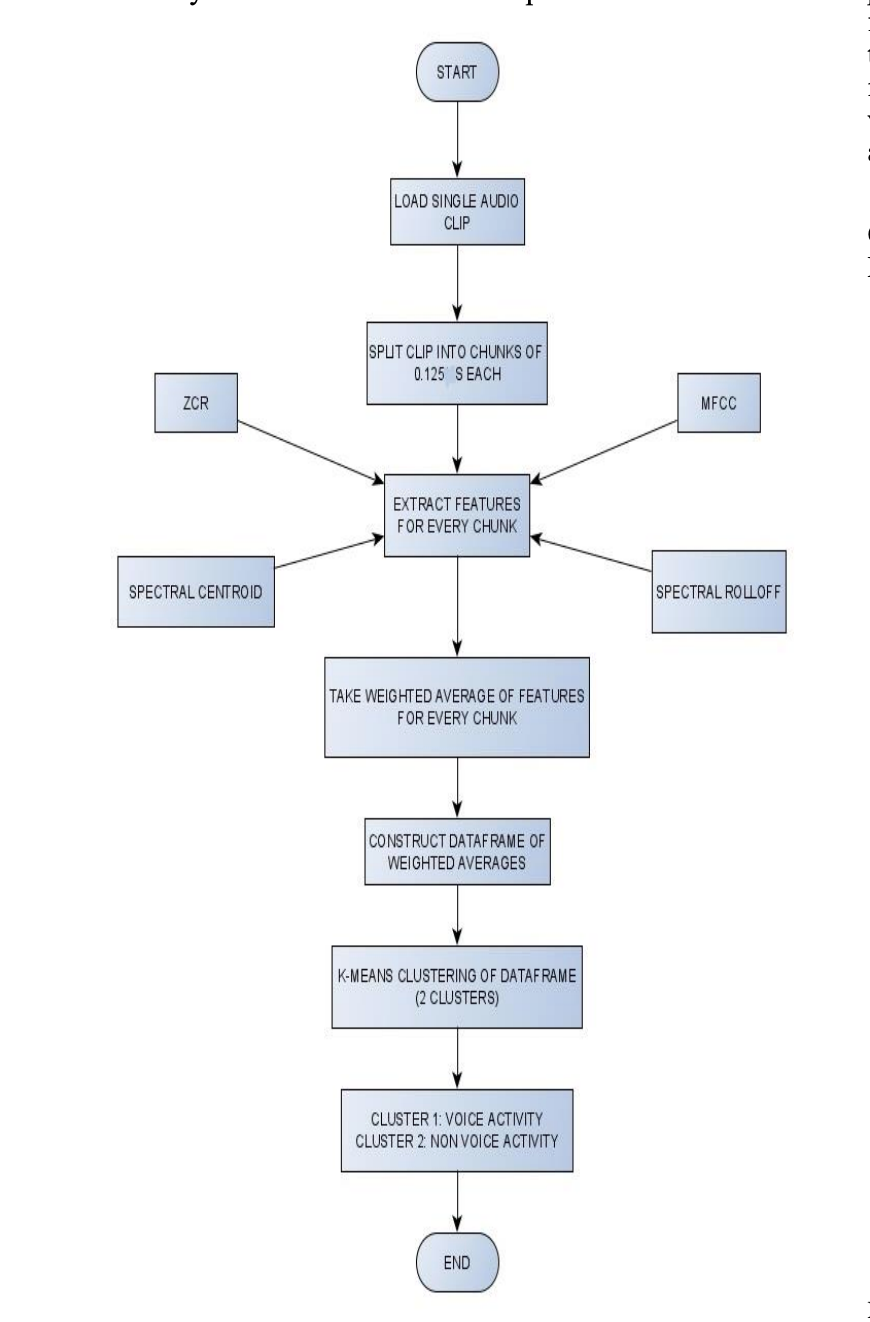 START
LOAD SINGLE AUDIO
CLIP
SPLIT CLIP INTO CHUNKS OF
0.125 S EACH
ZCR
MFCC
EXTRACT FEATURES
FOR EVERY CHUNK
SPECTRAL CENTROID
SPECTRAL ROLLOFF
TAKE WEIGHTED AVERAGE OF FEATURES
FOR EVERY CHUNK
CONSTRUCT DATAFRAME OF
WEIGHTED AVERAGES
K-MEANS CLUSTERING OF DATAFRAME
(2 CLUSTERS)
CLUSTER 1: VOICE ACTIVITY
CLUSTER 2: NON VOICE ACTIVITY
END